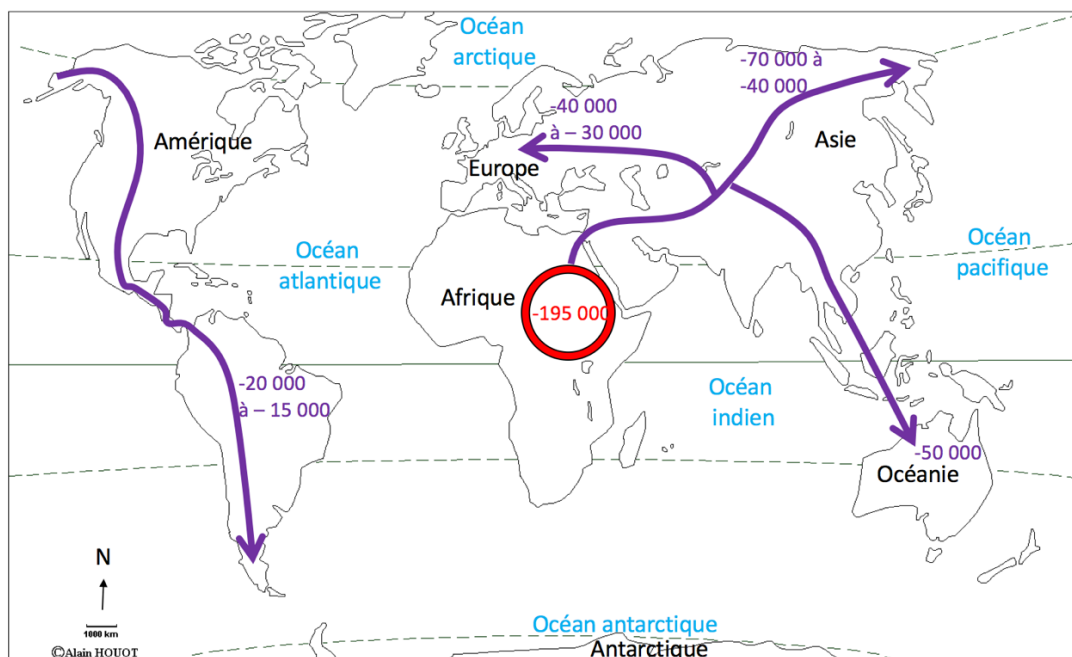 Océan
arctique
-70 000 à
-40 000
-40 000
à – 30 000
Amérique
Asie
Europe
Océan
atlantique
Océan
pacifique
Afrique
-195 000
-20 000
à – 15 000
Océan
indien
-50 000
Océanie
N
1000 km
Océan antarctique
Antarctique
©Alain HOUOT